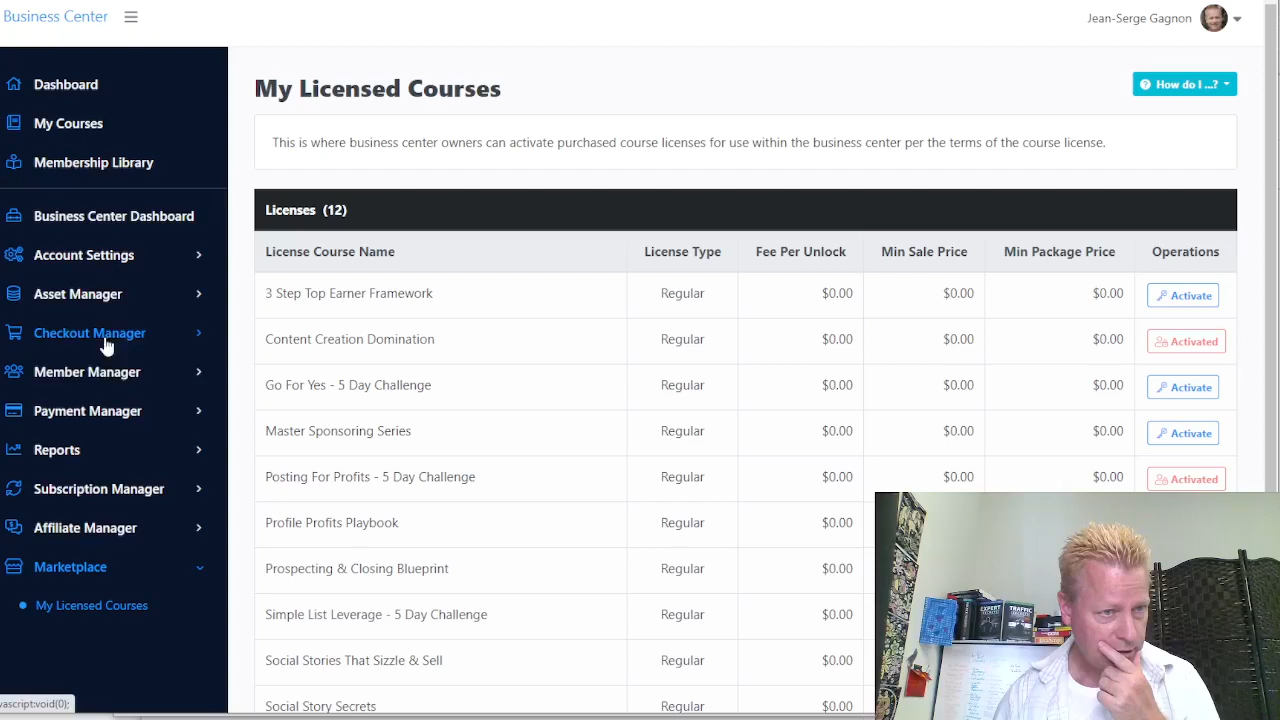 Business Center
Jean-Serge Gagnon
Dashboard
My Courses
Membership Library
Business Center Dashboard
Account Settings
Asset Manager
Checkout Manager
Member Manager
Payment Manager
Reports
Subscription Manager
Affiliate Manager
Marketplace
My Licensed Courses
vascript:void(0);
My Licensed Courses
How do I ...?
This is where business center owners can activate purchased course licenses for use within the business center per the terms of the course license.
Licenses (12)
License Course Name License Type Fee Per Unlock Min Sale Price Min Package Price Operations
3 Step Top Earner Framework Regular $0.00 $0.00 $0.00 Activate
Content Creation Domination Regular $0.00 $0.00 $0.00 Activated
Go For Yes - 5 Day Challenge Regular $0.00 $0.00 $0.00 Activate
Master Sponsoring Series Regular $0.00 $0.00 $0.00 Activate
Posting For Profits - 5 Day Challenge Regular $0.00 $0.00 $0.00 Activated
Profile Profits Playbook Regular $0.00
Prospecting & Closing Blueprint Regular $0.00
Simple List Leverage - 5 Day Challenge Regular $0.00
Social Stories That Sizzle & Sell Regular $0.00
Social Story Secrets Regular $0.00
EXPERT
TRAFFIC